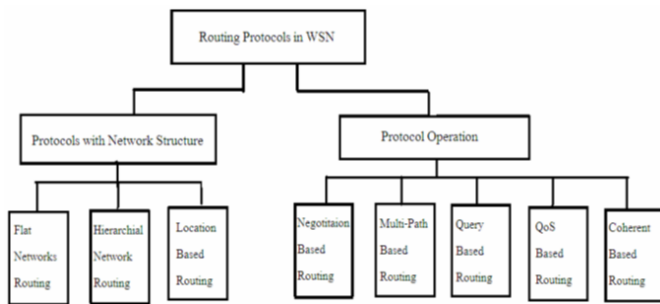 Routing Protocols in WSN
Protocols with Network Structure
Protocol Operation
Flat
Networks
Routing
Hierarchial
Network
Routing
Location
Based
Routing
Negotitaion
Based
Routing
Multi-Path
Based
Routing
Query
Based
Routing
QoS
Based
Routing
Coherent
Based
Routing